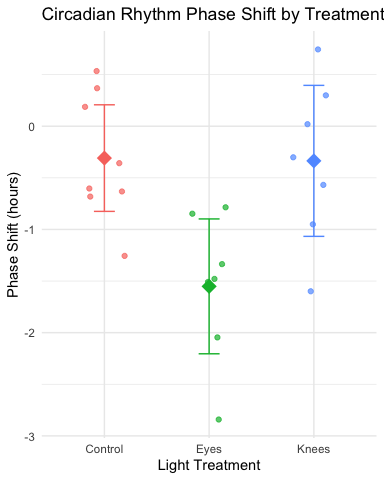 Circadian Rhythm Phase Shift by Treatment
Phase Shift (hours)
0
-1
-2
-3
Control Eyes Knees
Light Treatment